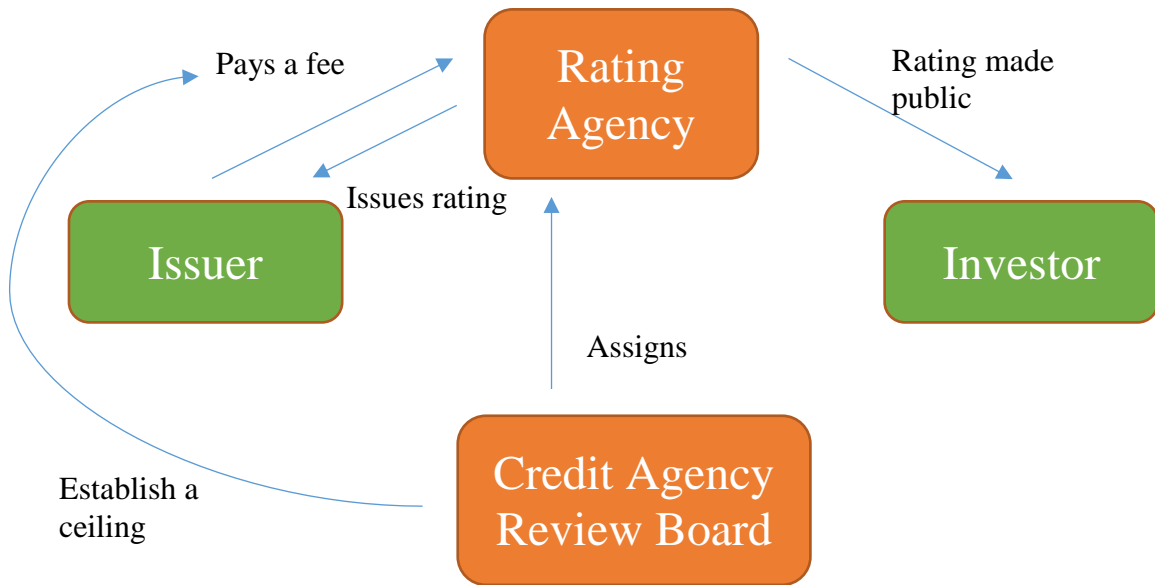 Pays a fee
Rating
Agency
Rating made
public
Issues rating
Issuer
Investor
Assigns
Establish a
ceiling
Credit Agency
Review Board